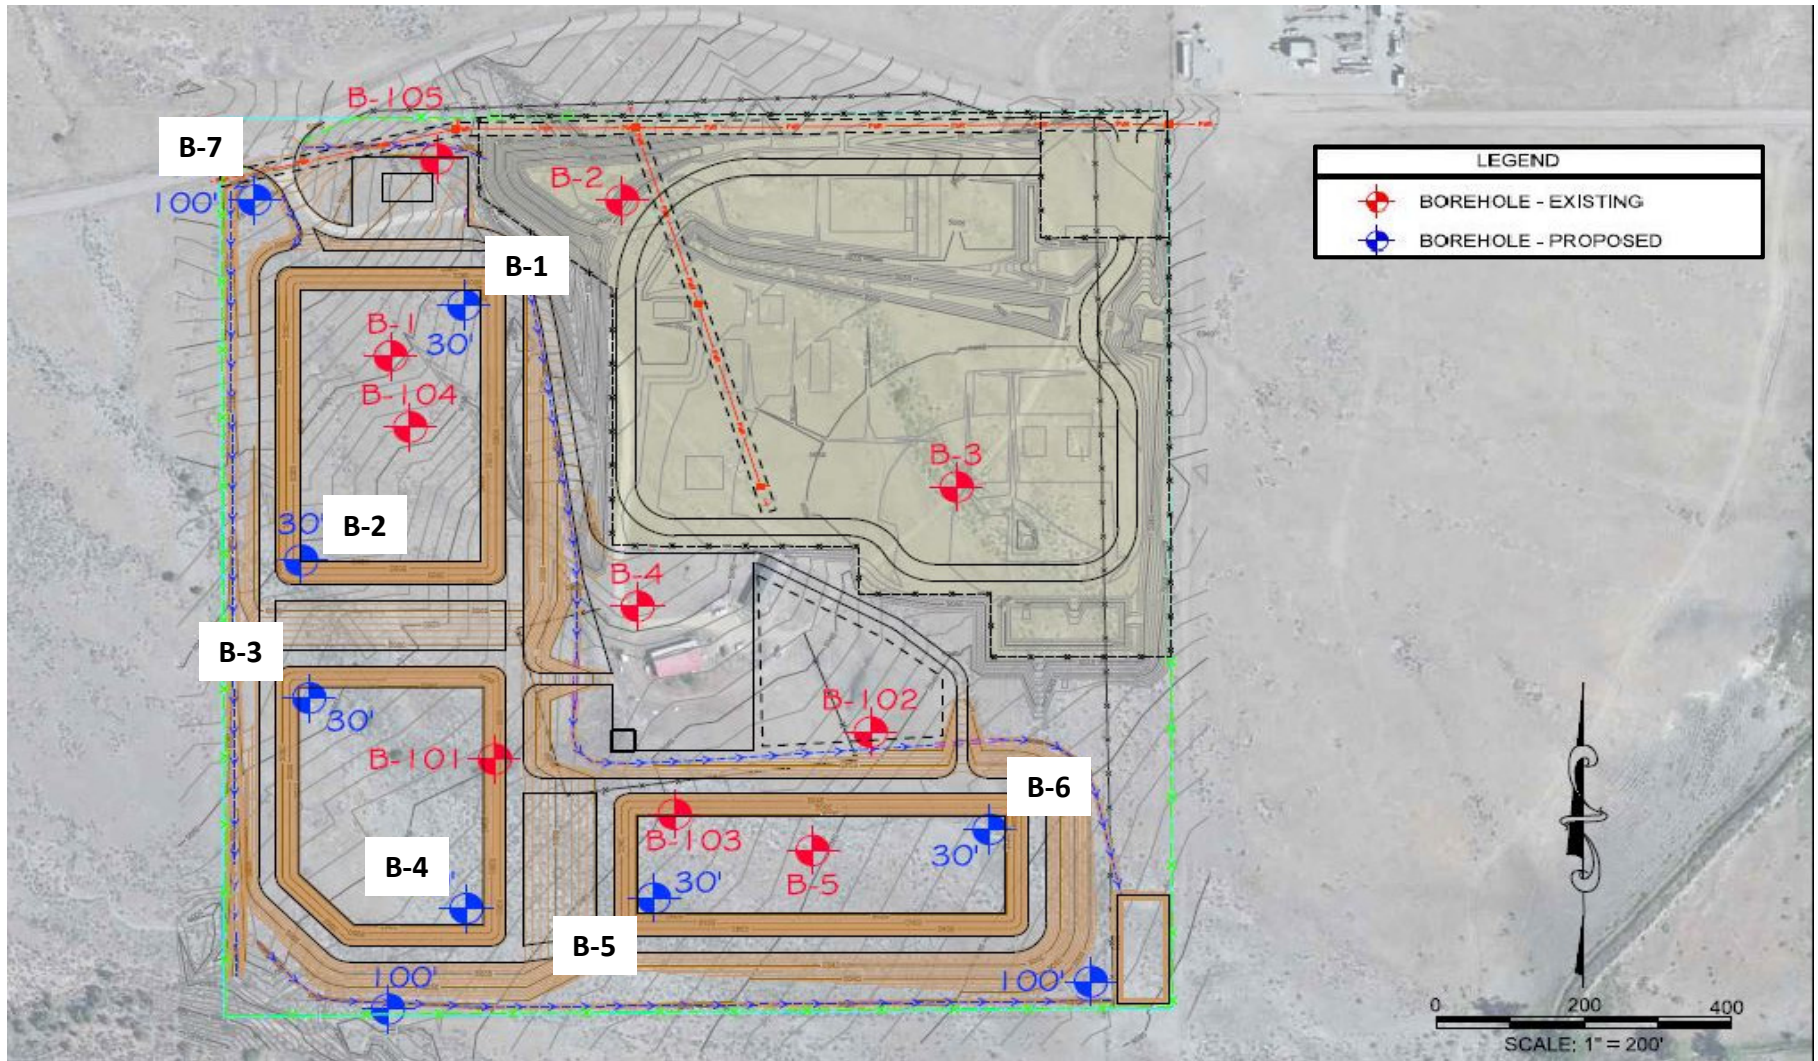 B-105
B-7
LEGEND
B-2
BOREHOLE - EXISTING
100'
BOREHOLE - PROPOSED
B-1
B-1
30'
B-104
B-3
30'
B-2
B-4
B-3
30'
B-102
B-101
B-6
B-103
30'
B-4
30'
B-5
B-5
100'
100'
0 200 400
SCALE: 1" = 200'